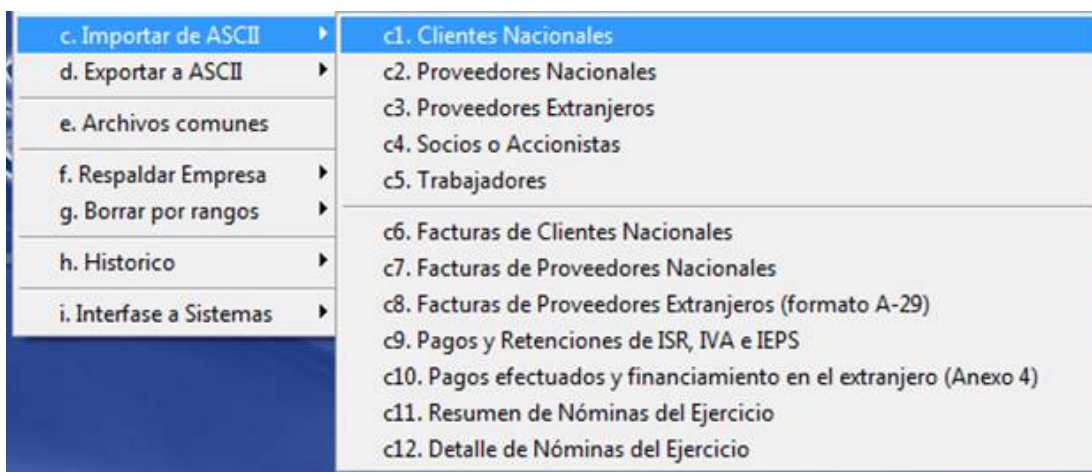 c. Importar de ASCII
d. Exportar a ASCII
e. Archivos comunes
f. Respaldar Empresa
g. Borrar por rangos
h. Historico
i. Interfase a Sistemas
c1. Clientes Nacionales
c2. Proveedores Nacionales
c3. Proveedores Extranjeros
c4. Socios o Accionistas
c5. Trabajadores
c6. Facturas de Clientes Nacionales
c7. Facturas de Proveedores Nacionales
c8. Facturas de Proveedores Extranjeros (formato A-29)
c9. Pagos y Retenciones de ISR, IVA e IEPS
c10. Pagos efectuados y financiamiento en el extranjero (Anexo 4)
c11. Resumen de Nóminas del Ejercicio
c12. Detalle de Nóminas del Ejercicio